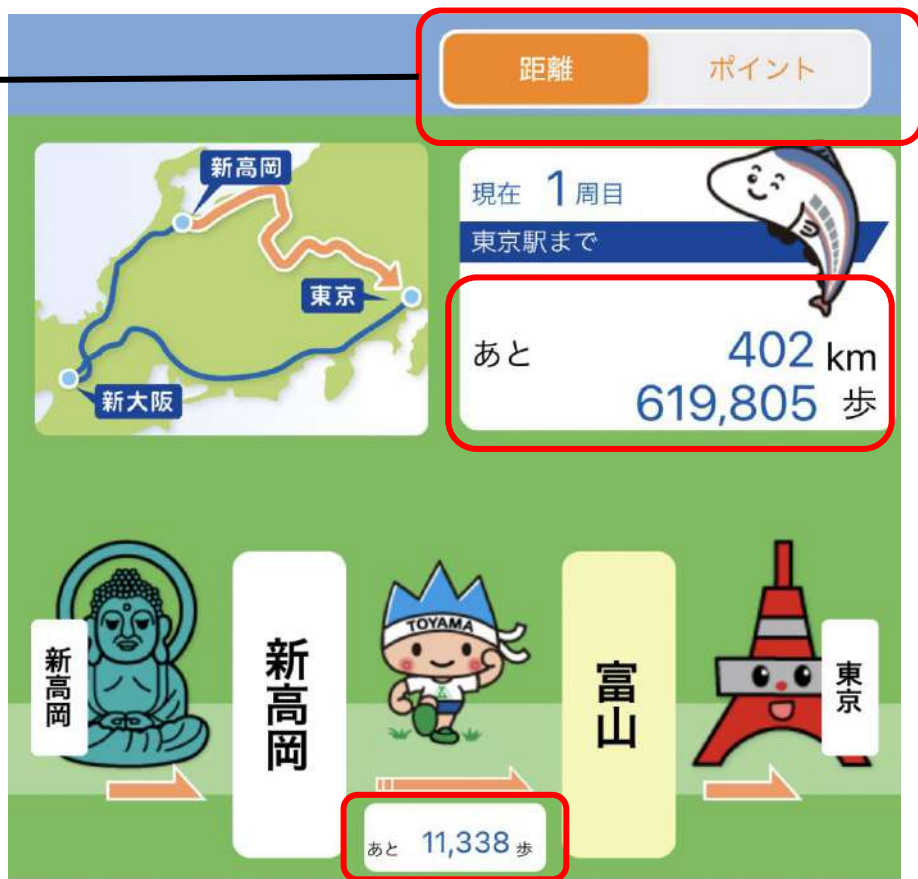 距離
ポイント
新高岡
東京
新大阪
現在 1 周目
東京駅まで
あと 402 km
619,805 歩
新高岡
新高岡
TOYAMA
富山
東京
あと 11,338 歩